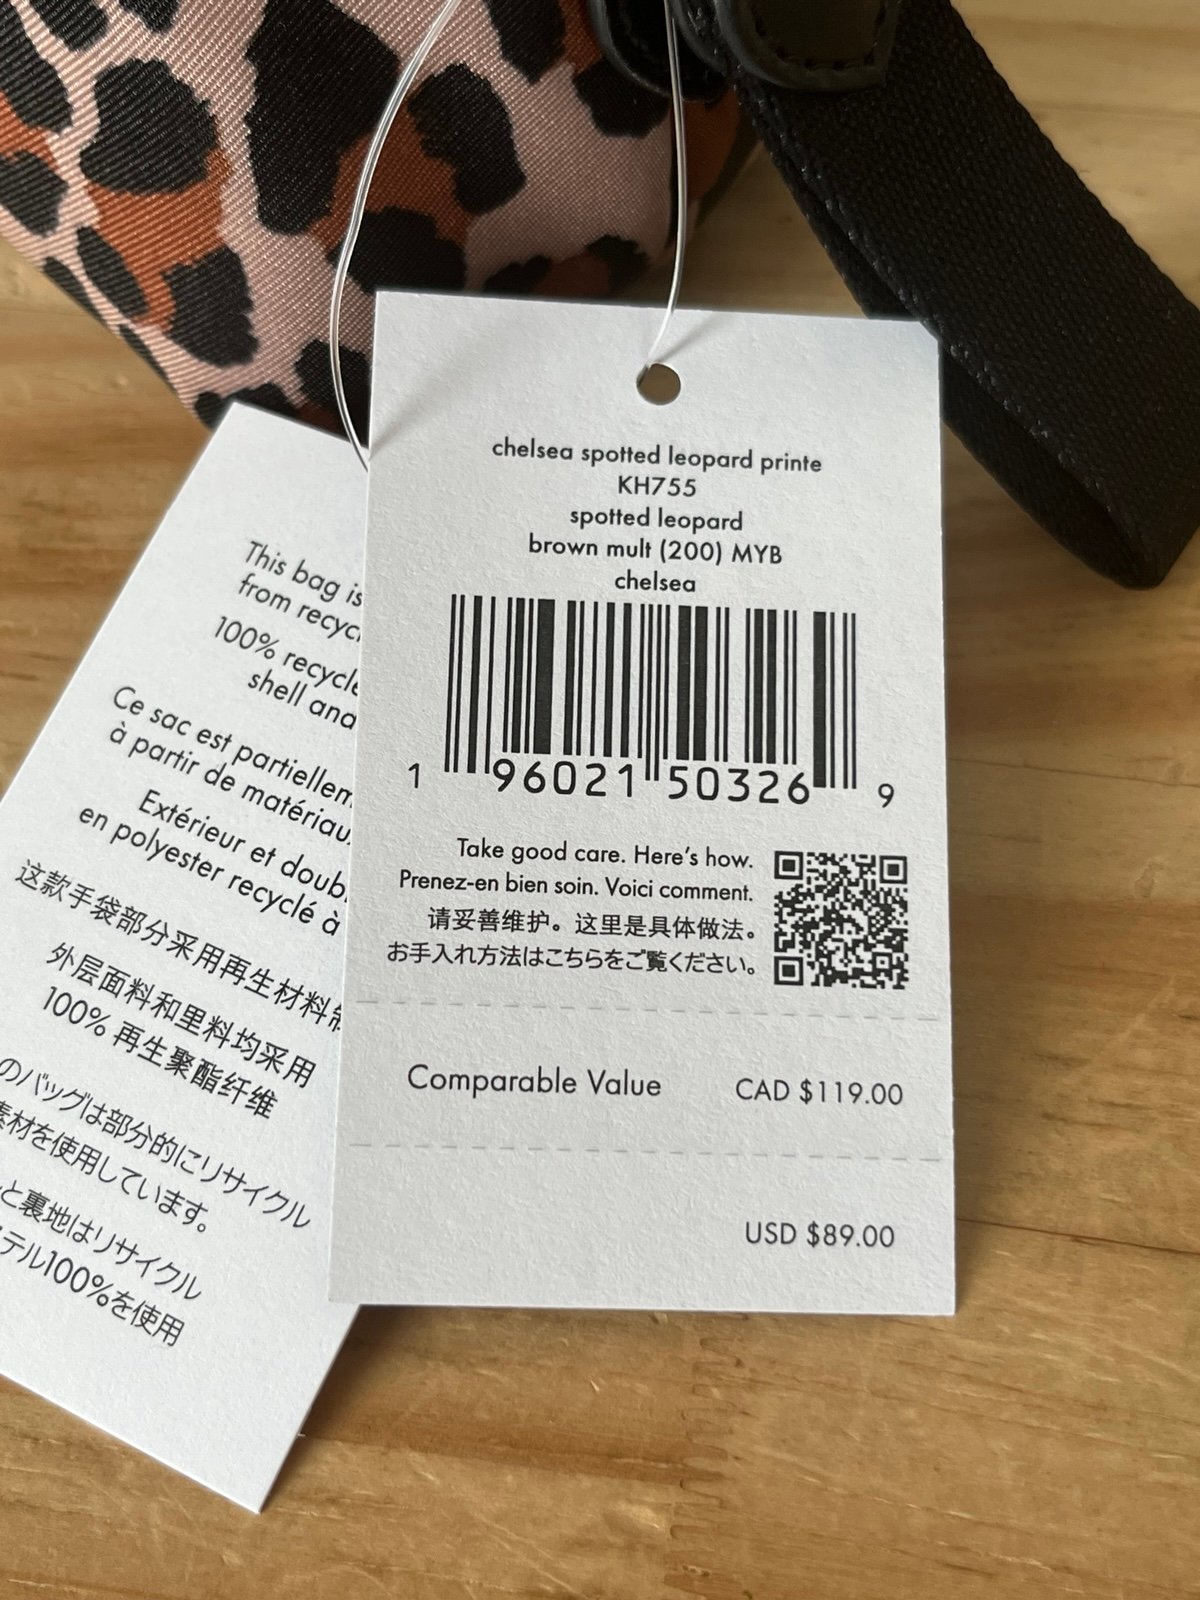 chelsea spotted leopard printe
KH755
spotted leopard
brown mult (200) MYB
chelsea
1 96021 50326 9
Take good care. Here's how.
Prenez-en bien soin. Voici comment.
请妥善维护。这里是具体做法。
お手入れ方法はこちらをご覧ください。
Comparable Value CAD $119.00
USD $89.00
This bag is
from recyc
100% recycle
shell and
Ce sac est partiellem
à partir de matériau
Extérieur et doub
en polyester recyclé à
这款手袋部分采用再生材料制
外层面料和里料均采用
100% 再生聚酯纤维
のバッグは部分的にリサイクル
素材を使用しています。
と裏地はリサイクル
テル100%を使用